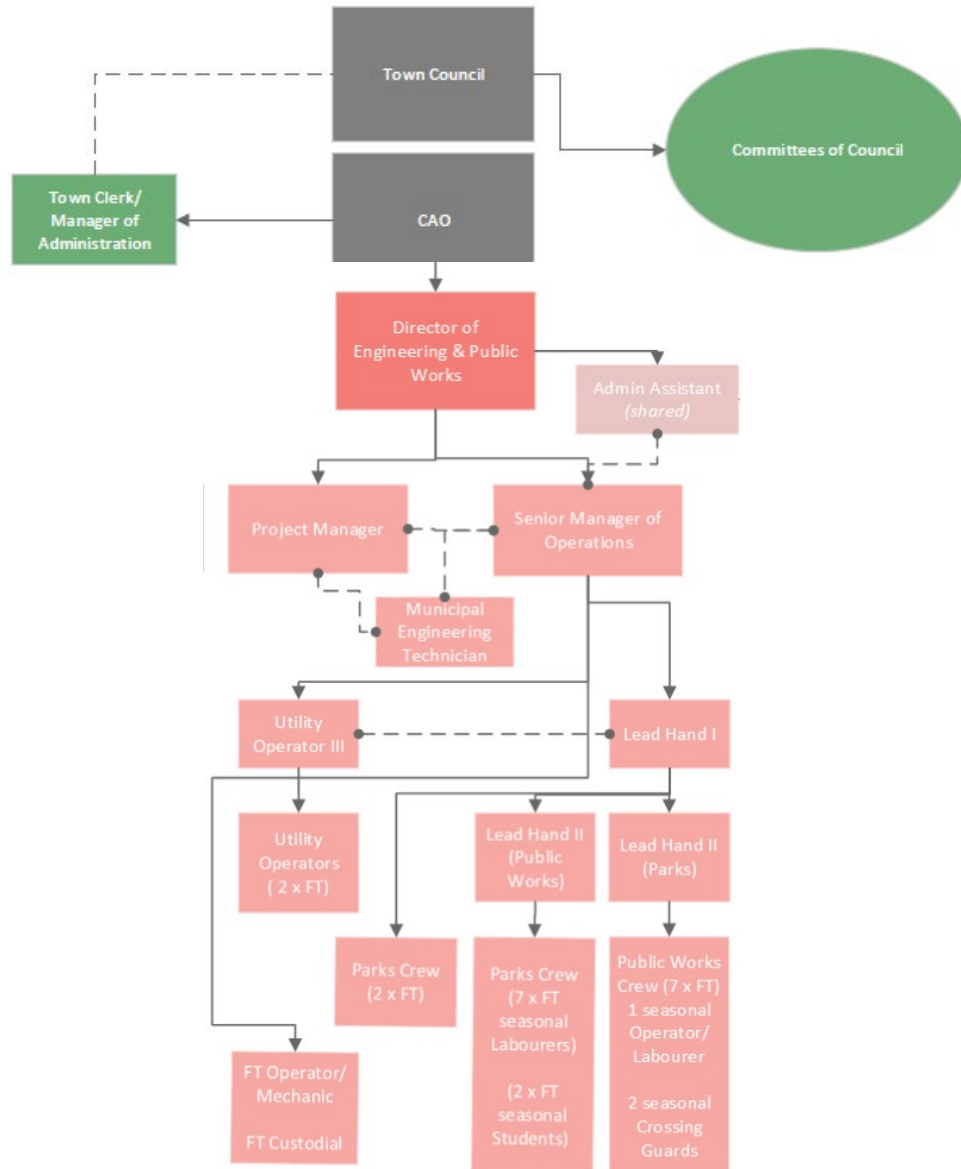 Town Council
Committees of Council
Town Clerk/
Manager of
Administration
CAO
Director of
Engineering & Public
Works
Admin Assistant
(shared)
Project Manager
Senior Manager of
Operations
Municipal
Engineering
Technician
Utility
Operator III
Lead Hand I
Utility
Operators
( 2 x FT)
Lead Hand II
(Public
Works)
Lead Hand II
(Parks)
Parks Crew
(2 x FT)
Parks Crew
(7 x FT
seasonal
Labourers)
(2 x FT
seasonal
Students)
Public Works
Crew (7 x FT)
1 seasonal
Operator/
Labourer
2 seasonal
Crossing
Guards
FT Operator/
Mechanic
FT Custodial